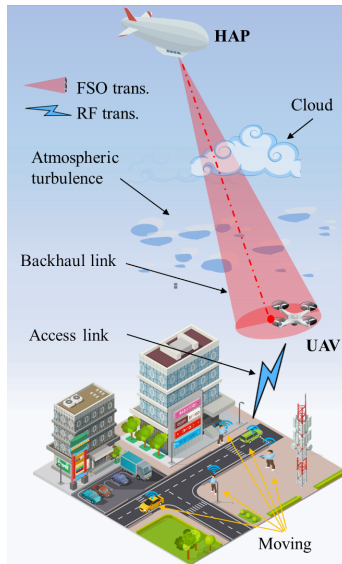 HAP
FSO trans.
RF trans.
Cloud
Atmospheric
turbulence
Backhaul link
UAV
Access link
Moving